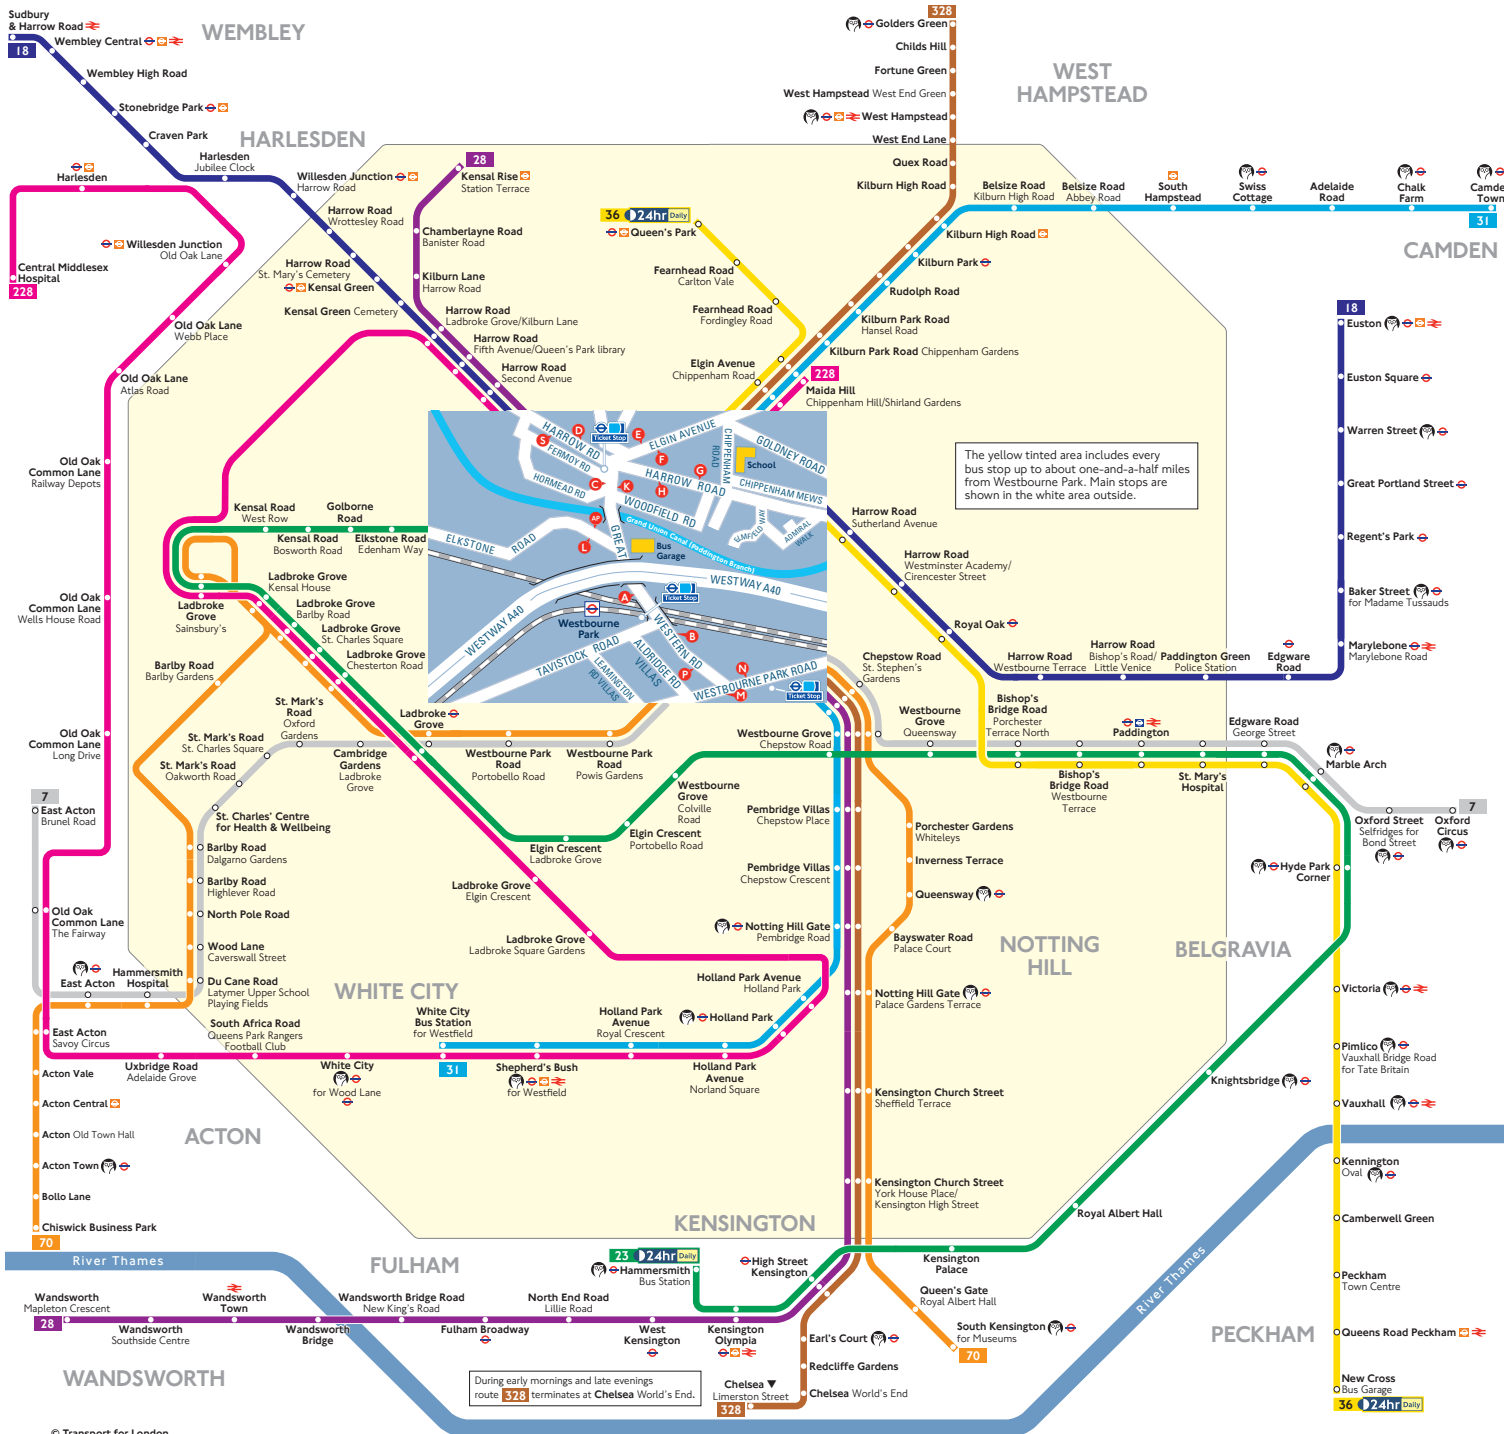 Sudbury
& Harrow Road
18
Wembley Central
WEMBLEY
Wembley High Road
Stonebridge Park
Craven Park
HARLESDEN
Harlesden
Jubilee Clock
Harlesden
Willesden Junction
Harrow Road
Harrow Road
Wrottesley Road
Willesden Junction
Old Oak Lane
Harrow Road
St. Mary's Cemetery
Kensal Green
Kensal Green Cemetery
Central Middlesex
Hospital
228
Old Oak Lane
Webb Place
Old Oak Lane
Atlas Road
Old Oak
Common Lane
Railway Depots
Old Oak
Common Lane
Wells House Road
Old Oak
Common Lane
Long Drive
28
Kensal Rise
Station Terrace
Chamberlayne Road
Banister Road
Kilburn Lane
Harrow Road
Harrow Road
Ladbroke Grove/Kilburn Lane
Harrow Road
Fifth Avenue/Queen's Park library
Harrow Road
Second Avenue
36 24hr Daily
Queen's Park
Fearnhead Road
Carlton Vale
Fearnhead Road
Fordingley Road
Elgin Avenue
Chippenham Road
328
Golders Green
Childs Hill
Fortune Green
West Hampstead West End Green
West Hampstead
West End Lane
Quex Road
Kilburn High Road
WEST
HAMPSTEAD
Belsize Road
Kilburn High Road
Belsize Road
Abbey Road
South
Hampstead
Swiss
Cottage
Adelaide
Road
Chalk
Farm
Camde
Town
31
CAMDEN
Kilburn High Road
Kilburn Park
Rudolph Road
Kilburn Park Road
Hansel Road
Kilburn Park Road Chippenham Gardens
228
Maida Hill
Chippenham Hill/Shirland Gardens
18
Euston
Euston Square
Warren Street
Great Portland Street
Regent's Park
Baker Street
for Madame Tussauds
Marylebone
Marylebone Road
The yellow tinted area includes every
bus stop up to about one-and-a-half miles
from Westbourne Park. Main stops are
shown in the white area outside.
HARROW RD
FERMOY RD
HORMEAD RD
ELKSTONE ROAD
Ticket Stop
ELGIN AVENUE
CHIPPENHAM
ROAD
GOLDNEY ROAD
School
HARROW ROAD
CHIPPENHAM MEWS
WOODFIELD RD
ELMFIELD WAY
ADMIRAL
WALK
Grand Union Canal (Paddington Branch)
GREAT
Bus
Garage
WESTWAY A40
WESTWAY A40
Ticket Stop
Westbourne
Park
WESTERN RD
TAVISTOCK ROAD
LEAMINGTON
RD VILLAS
ALDRIDGE RD
VILLAS
WESTBOURNE PARK ROAD
Ticket Stop
S
D
E
F
G
H
K
C
AP
L
A
B
P
N
M
Kensal Road
West Row
Golborne
Road
Kensal Road
Bosworth Road
Elkstone Road
Edenham Way
Ladbroke Grove
Kensal House
Ladbroke
Grove
Sainsbury's
Ladbroke Grove
Barlby Road
Ladbroke Grove
St. Charles Square
Ladbroke Grove
Chesterton Road
Barlby Road
Barlby Gardens
St. Mark's
Road
Oxford
Gardens
St. Mark's Road
St. Charles Square
St. Mark's Road
Oakworth Road
St. Charles' Centre
for Health & Wellbeing
Cambridge
Gardens
Ladbroke
Grove
Ladbroke
Grove
Westbourne Park
Road
Portobello Road
Westbourne Park
Road
Powis Gardens
Westbourne
Grove
Colville
Road
Elgin Crescent
Portobello Road
Elgin Crescent
Ladbroke Grove
Ladbroke Grove
Elgin Crescent
Ladbroke Grove
Ladbroke Square Gardens
Harrow Road
Sutherland Avenue
Harrow Road
Westminster Academy/
Cirencester Street
Royal Oak
Harrow Road
Westbourne Terrace
Harrow Road
Bishop's Road/
Little Venice
Paddington Green
Police Station
Edgware
Road
Chepstow Road
St. Stephen's
Gardens
Westbourne Grove
Chepstow Road
Westbourne
Grove
Queensway
Bishop's
Bridge Road
Porchester
Terrace North
Paddington
Bishop's
Bridge Road
Westbourne
Terrace
St. Mary's
Hospital
Edgware Road
George Street
Marble Arch
Oxford Street
Selfridges for
Bond Street
Oxford
Circus
7
Hyde Park
Corner
Pembridge Villas
Chepstow Place
Pembridge Villas
Chepstow Crescent
Notting Hill Gate
Pembridge Road
Porchester Gardens
Whiteleys
Inverness Terrace
Queensway
Bayswater Road
Palace Court
NOTTING
HILL
BELGRAVIA
7
East Acton
Brunel Road
Barlby Road
Dalgarno Gardens
Barlby Road
Highlever Road
North Pole Road
Wood Lane
Caverswall Street
Du Cane Road
Latymer Upper School
Playing Fields
Old Oak
Common Lane
The Fairway
East Acton
Hammersmith
Hospital
East Acton
Savoy Circus
Acton Vale
Acton Central
Acton Old Town Hall
Acton Town
Bollo Lane
Chiswick Business Park
70
ACTON
WHITE CITY
Uxbridge Road
Adelaide Grove
South Africa Road
Queens Park Rangers
Football Club
White City
for Wood Lane
White City
Bus Station
for Westfield
31
Shepherd's Bush
for Westfield
Holland Park
Avenue
Royal Crescent
Holland Park
Avenue
Norland Square
Holland Park
Holland Park Avenue
Holland Park
Notting Hill Gate
Palace Gardens Terrace
Kensington Church Street
Sheffield Terrace
Kensington Church Street
York House Place/
Kensington High Street
Victoria
Pimlico
Vauxhall Bridge Road
for Tate Britain
Vauxhall
Kennington
Oval
Camberwell Green
Peckham
Town Centre
Queens Road Peckham
New Cross
Bus Garage
36 24hr Daily
PECKHAM
Knightsbridge
Royal Albert Hall
Kensington
Palace
Queen's Gate
Royal Albert Hall
South Kensington
for Museums
70
KENSINGTON
FULHAM
River Thames
River Thames
23 24hr Daily
Hammersmith
Bus Station
High Street
Kensington
Wandsworth
Mapleton Crescent
28
Wandsworth
Southside Centre
Wandsworth
Town
Wandsworth
Bridge
Wandsworth Bridge Road
New King's Road
Fulham Broadway
North End Road
Lillie Road
West
Kensington
Kensington
Olympia
Earl's Court
Redcliffe Gardens
Chelsea World's End
Chelsea ▼
Limerston Street
328
During early mornings and late evenings
route 328 terminates at Chelsea World's End.
WANDSWORTH
© Transport for London